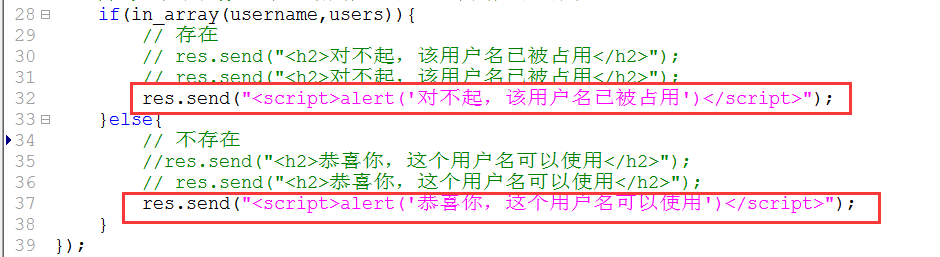 28 if(in_array(username,users)){
29 // 存在
30 // res.send("<h2>对不起，该用户名已被占用</h2>");
31 // res.send("<h2>对不起，该用户名已被占用</h2>");
32 res.send("<script>alert('对不起，该用户名已被占用')</script>");
33 }else{
34 // 不存在
35 //res.send("<h2>恭喜你，这个用户名可以使用</h2>");
36 // res.send("<h2>恭喜你，这个用户名可以使用</h2>");
37 res.send("<script>alert('恭喜你，这个用户名可以使用')</script>");
38 }
39 });